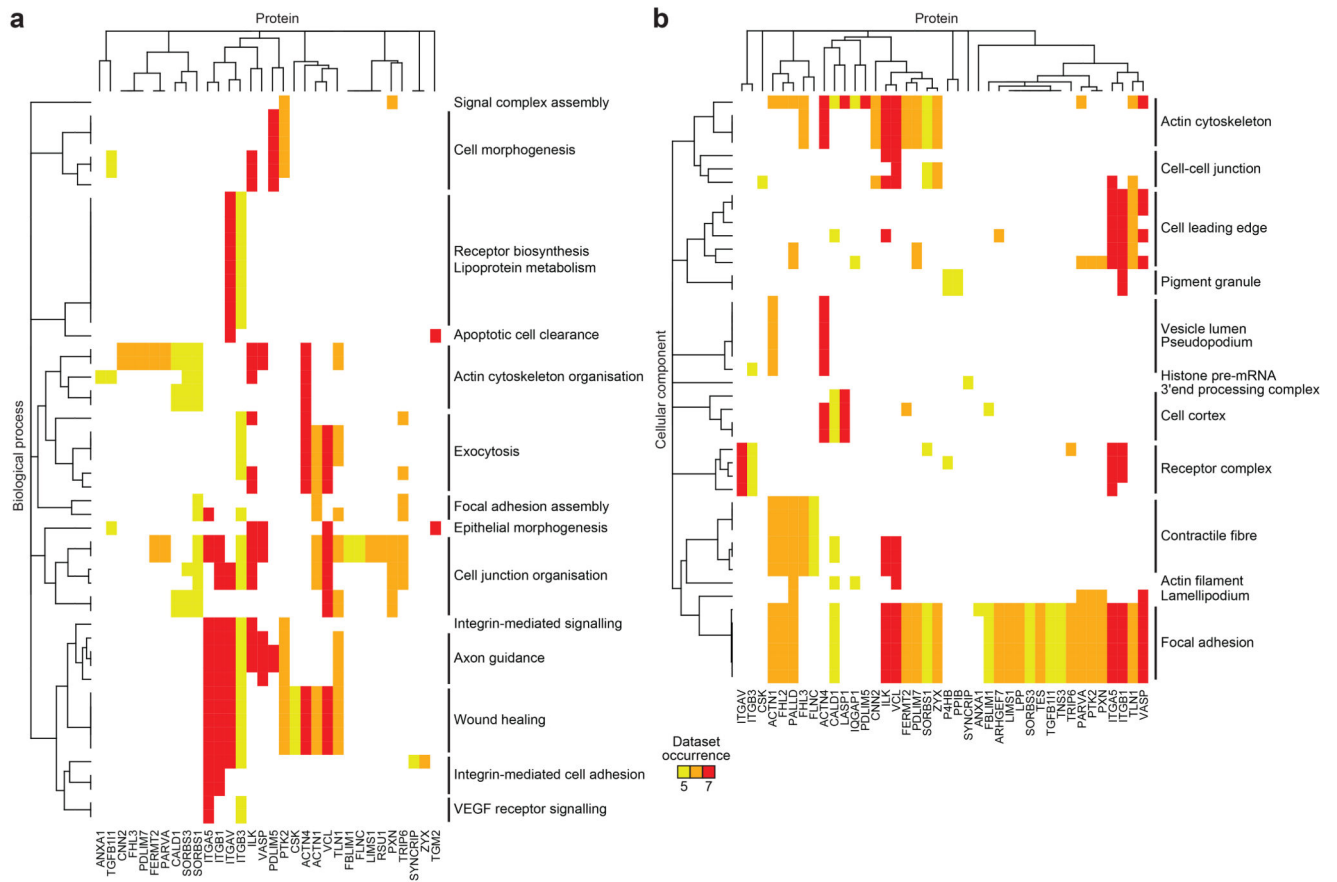 a
Protein
Biological process
Signal complex assembly
Cell morphogenesis
Receptor biosynthesis
Lipoprotein metabolism
Apoptotic cell clearance
Actin cytoskeleton organisation
Exocytosis
Focal adhesion assembly
Epithelial morphogenesis
Cell junction organisation
Integrin-mediated signalling
Axon guidance
Wound healing
Integrin-mediated cell adhesion
VEGF receptor signalling
ANXA1
TGFB1I1
CNN2
FHL3
PDLIM7
FERMT2
PARVA
CALD1
SORBS3
SORBS1
ITGA5
ITGB1
ITGAV
ITGB3
ILK
VASP
PDLIM5
PTK2
CSK
ACTN4
ACTN1
VCL
TLN1
FBLIM1
FLNC
LIMS1
RSU1
PXN
TRIP6
SYNCRIP
ZYX
TGM2
b
Protein
Cellular component
Actin cytoskeleton
Cell-cell junction
Cell leading edge
Pigment granule
Vesicle lumen
Pseudopodium
Histone pre-mRNA
3'end processing complex
Cell cortex
Receptor complex
Contractile fibre
Actin filament
Lamellipodium
Focal adhesion
ITGAV
ITGB3
CSK
ACTN1
FHL2
PALLD
FHL3
FLNC
ACTN4
CALD1
LASP1
IQGAP1
PDLIM5
CNN2
ILK
VCL
FERMT2
PDLIM7
SORBS1
ZYX
P4HB
PPIB
SYNCRIP
ANXA1
FBLIM1
ARHGEF7
LIMS1
LPP
SORBS3
TES
TGFB1I1
TNS3
TRIP6
PARVA
PTK2
PXN
ITGA5
ITGB1
TLN1
VASP
Dataset
occurrence
5 7